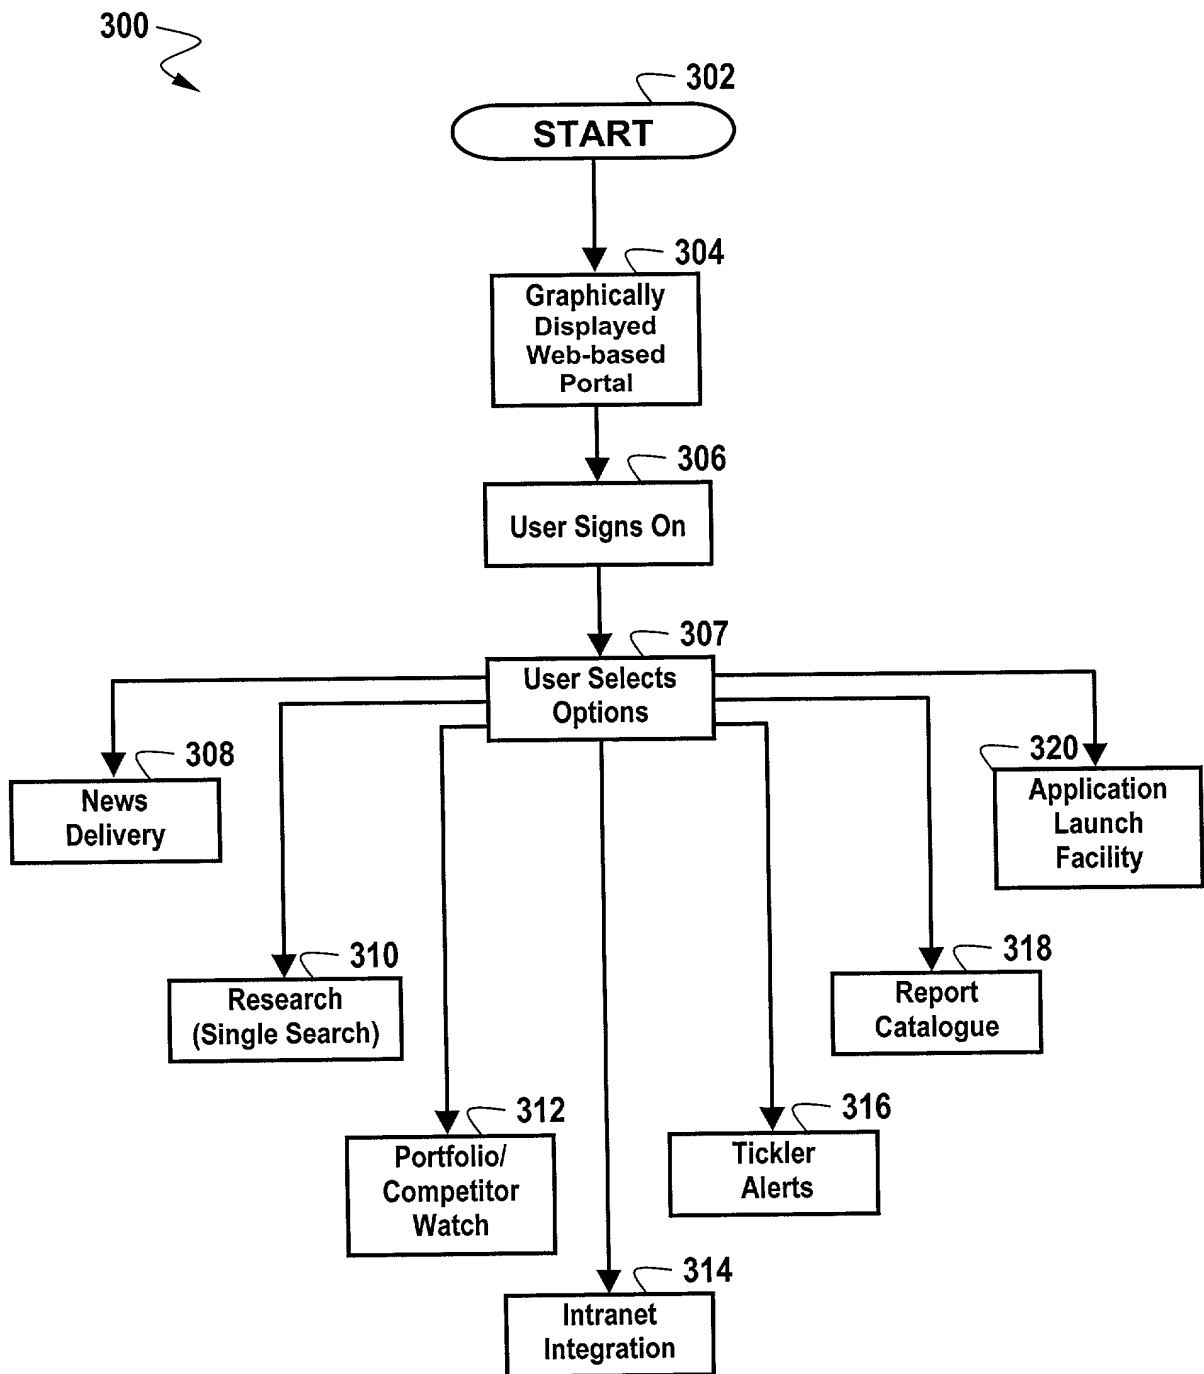 300
302
START
304
Graphically
Displayed
Web-based
Portal
306
User Signs On
307
User Selects
Options
308
News
Delivery
320
Application
Launch
Facility
310
Research
(Single Search)
318
Report
Catalogue
312
Portfolio/
Competitor
Watch
316
Tickler
Alerts
314
Intranet
Integration